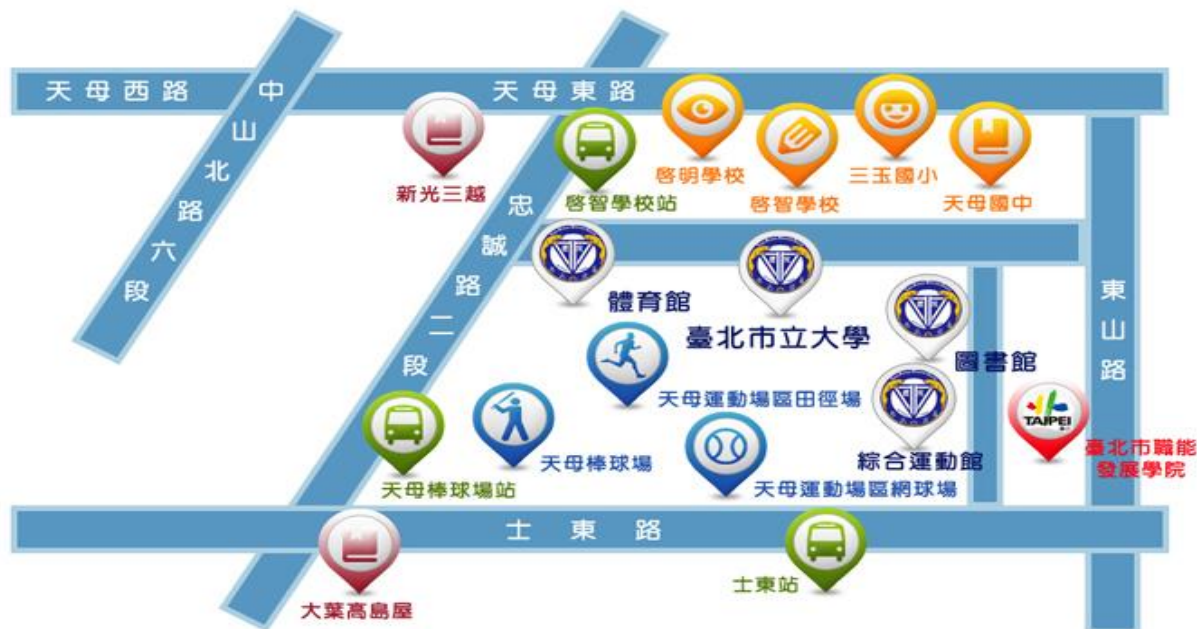 天母西路
天母東路
中山北路六段
新光三越
啓智學校站
啓明學校
啓智學校
三玉國小
天母國中
忠誠路二段
東山路
體育館
臺北市立大學
圖書館
天母運動場區田徑場
TAIPEI
臺北市職能
發展學院
綜合運動館
天母棒球場
天母棒球場站
天母運動場區網球場
士東路
士東站
大葉高島屋